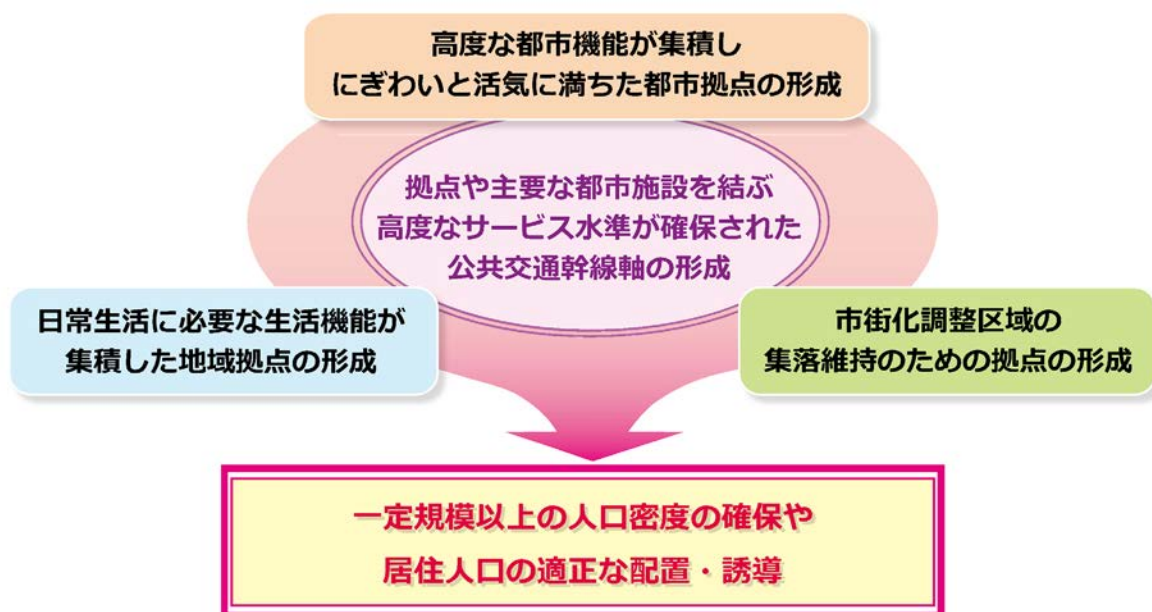 高度な都市機能が集積し
にぎわいと活気に満ちた都市拠点の形成
拠点や主要な都市施設を結ぶ
高度なサービス水準が確保された
公共交通幹線軸の形成
日常生活に必要な生活機能が
集積した地域拠点の形成
市街化調整区域の
集落維持のための拠点の形成
一定規模以上の人口密度の確保や
居住人口の適正な配置・誘導